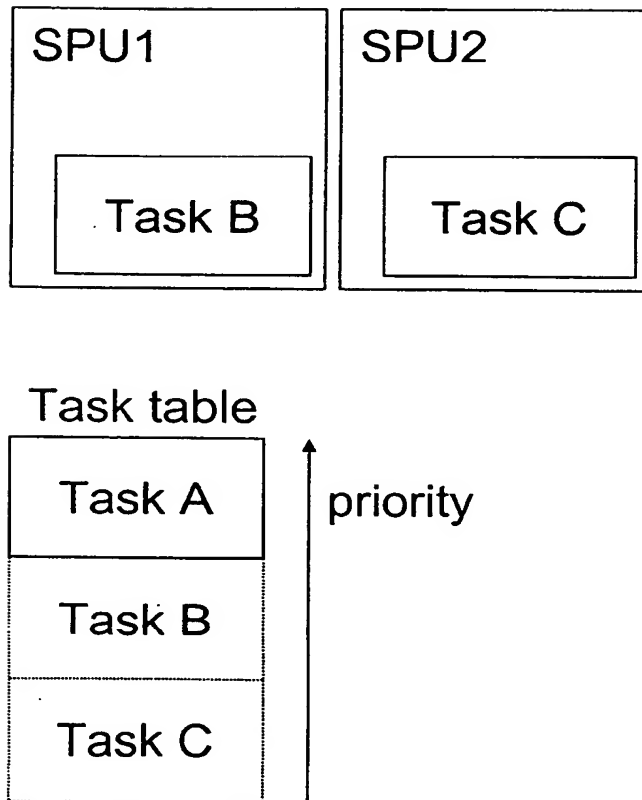 SPU1
SPU2
Task B
Task C
Task table
Task A
priority
Task B
Task C